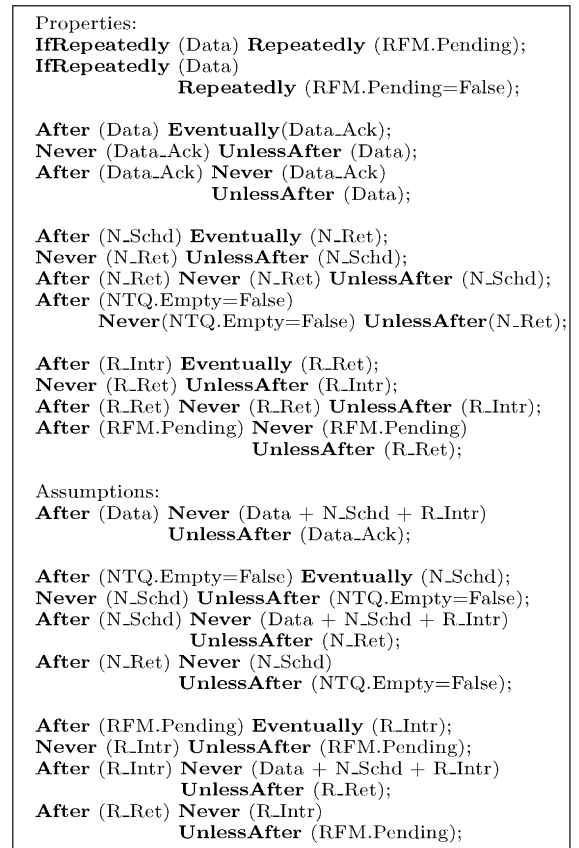 Properties:
IfRepeatedly (Data) Repeatedly (RFM.Pending);
IfRepeatedly (Data)
Repeatedly (RFM.Pending=False);
After (Data) Eventually(Data_Ack);
Never (Data_Ack) UnlessAfter (Data);
After (Data_Ack) Never (Data_Ack)
UnlessAfter (Data);
After (N_Schd) Eventually (N_Ret);
Never (N_Ret) UnlessAfter (N_Schd);
After (N_Ret) Never (N_Ret) UnlessAfter (N_Schd);
After (NTQ.Empty=False)
Never(NTQ.Empty=False) UnlessAfter(N_Ret);
After (R_Intr) Eventually (R_Ret);
Never (R_Ret) UnlessAfter (R_Intr);
After (R_Ret) Never (R_Ret) UnlessAfter (R_Intr);
After (RFM.Pending) Never (RFM.Pending)
UnlessAfter (R_Ret);
Assumptions:
After (Data) Never (Data + N_Schd + R_Intr)
UnlessAfter (Data_Ack);
After (NTQ.Empty=False) Eventually (N_Schd);
Never (N_Schd) UnlessAfter (NTQ.Empty=False);
After (N_Schd) Never (Data + N_Schd + R_Intr)
UnlessAfter (N_Ret);
After (N_Ret) Never (N_Schd)
UnlessAfter (NTQ.Empty=False);
After (RFM.Pending) Eventually (R_Intr);
Never (R_Intr) UnlessAfter (RFM.Pending);
After (R_Intr) Never (Data + N_Schd + R_Intr)
UnlessAfter (R_Ret);
After (R_Ret) Never (R_Intr)
UnlessAfter (RFM.Pending);